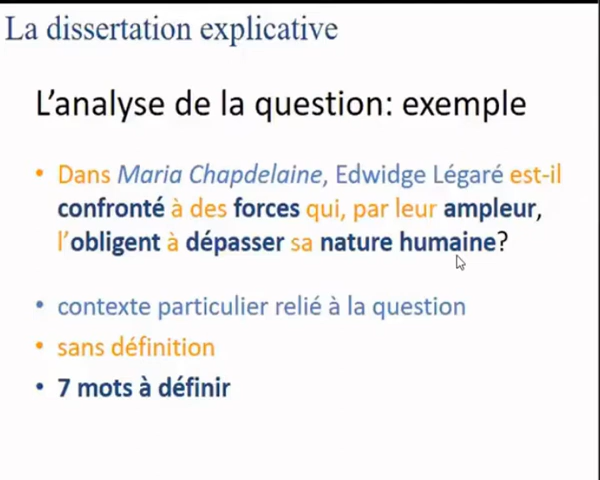 La dissertation explicative
L'analyse de la question: exemple
• Dans Maria Chapdelaine, Edwidge Légaré est-il
confronté à des forces qui, par leur ampleur,
l'obligent à dépasser sa nature humaine?
• contexte particulier relié à la question
• sans définition
• 7 mots à définir